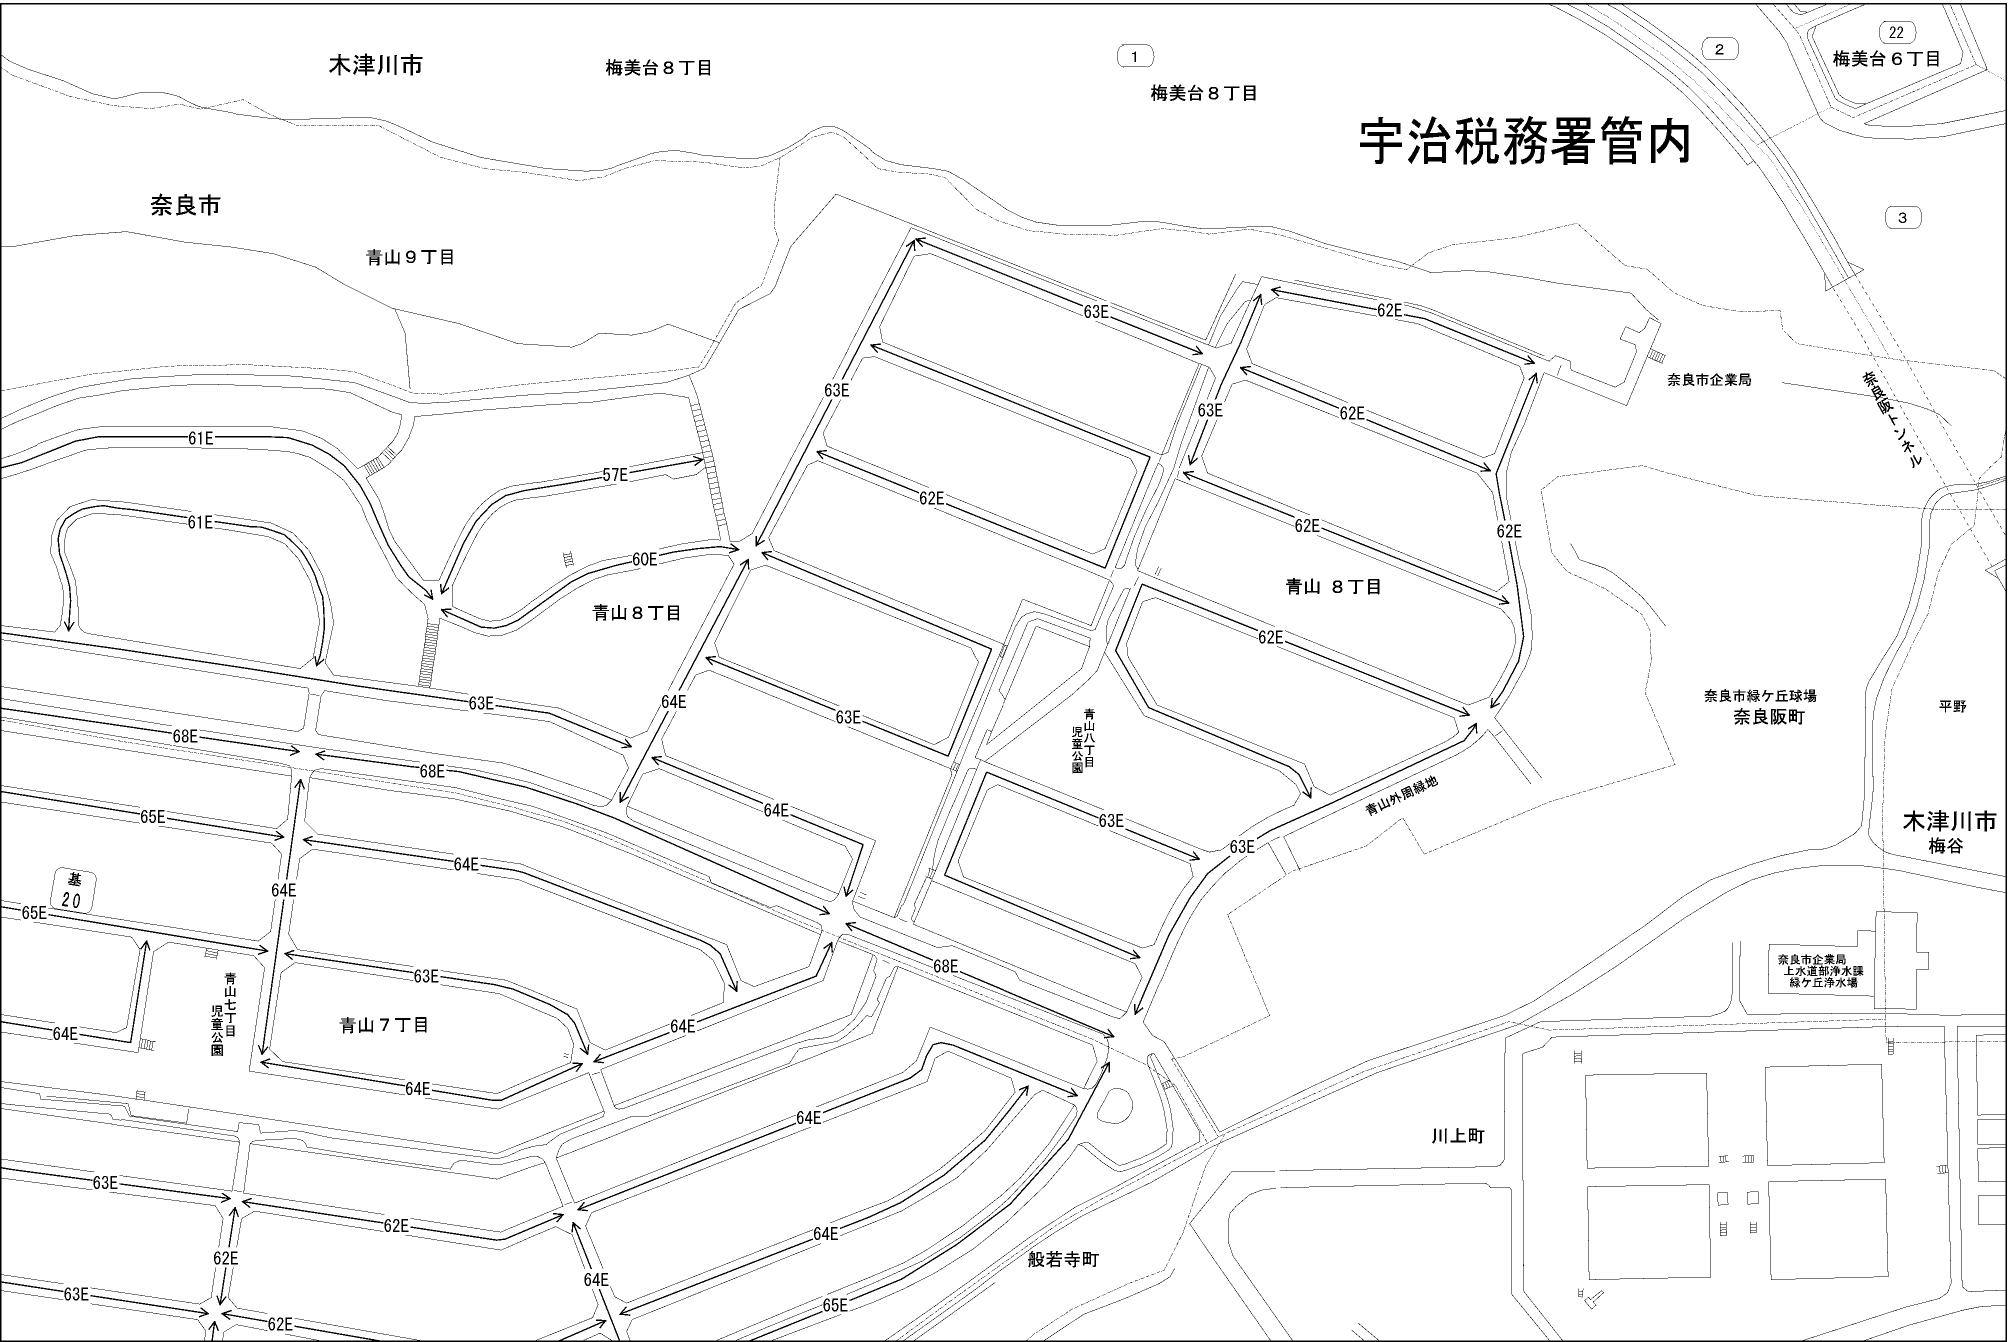 木津川市
梅美台８丁目
1
梅美台８丁目
2
22
梅美台６丁目
宇治税務署管内
3
奈良市
青山９丁目
63E
62E
63E
63E
62E
奈良市企業局
奈良阪トンネル
61E
57E
62E
61E
62E
62E
60E
青山８丁目
青山 ８丁目
62E
64E
63E
63E
68E
68E
青山八丁目
児童公園
奈良市緑ケ丘球場
奈良阪町
平野
64E
63E
青山外周緑地
63E
木津川市
梅谷
65E
64E
64E
基
20
65E
63E
68E
奈良市企業局
上水道部浄水課
緑ケ丘浄水場
青山七丁目
児童公園
青山７丁目
64E
64E
64E
64E
川上町
63E
62E
64E
62E
64E
般若寺町
63E
62E
65E